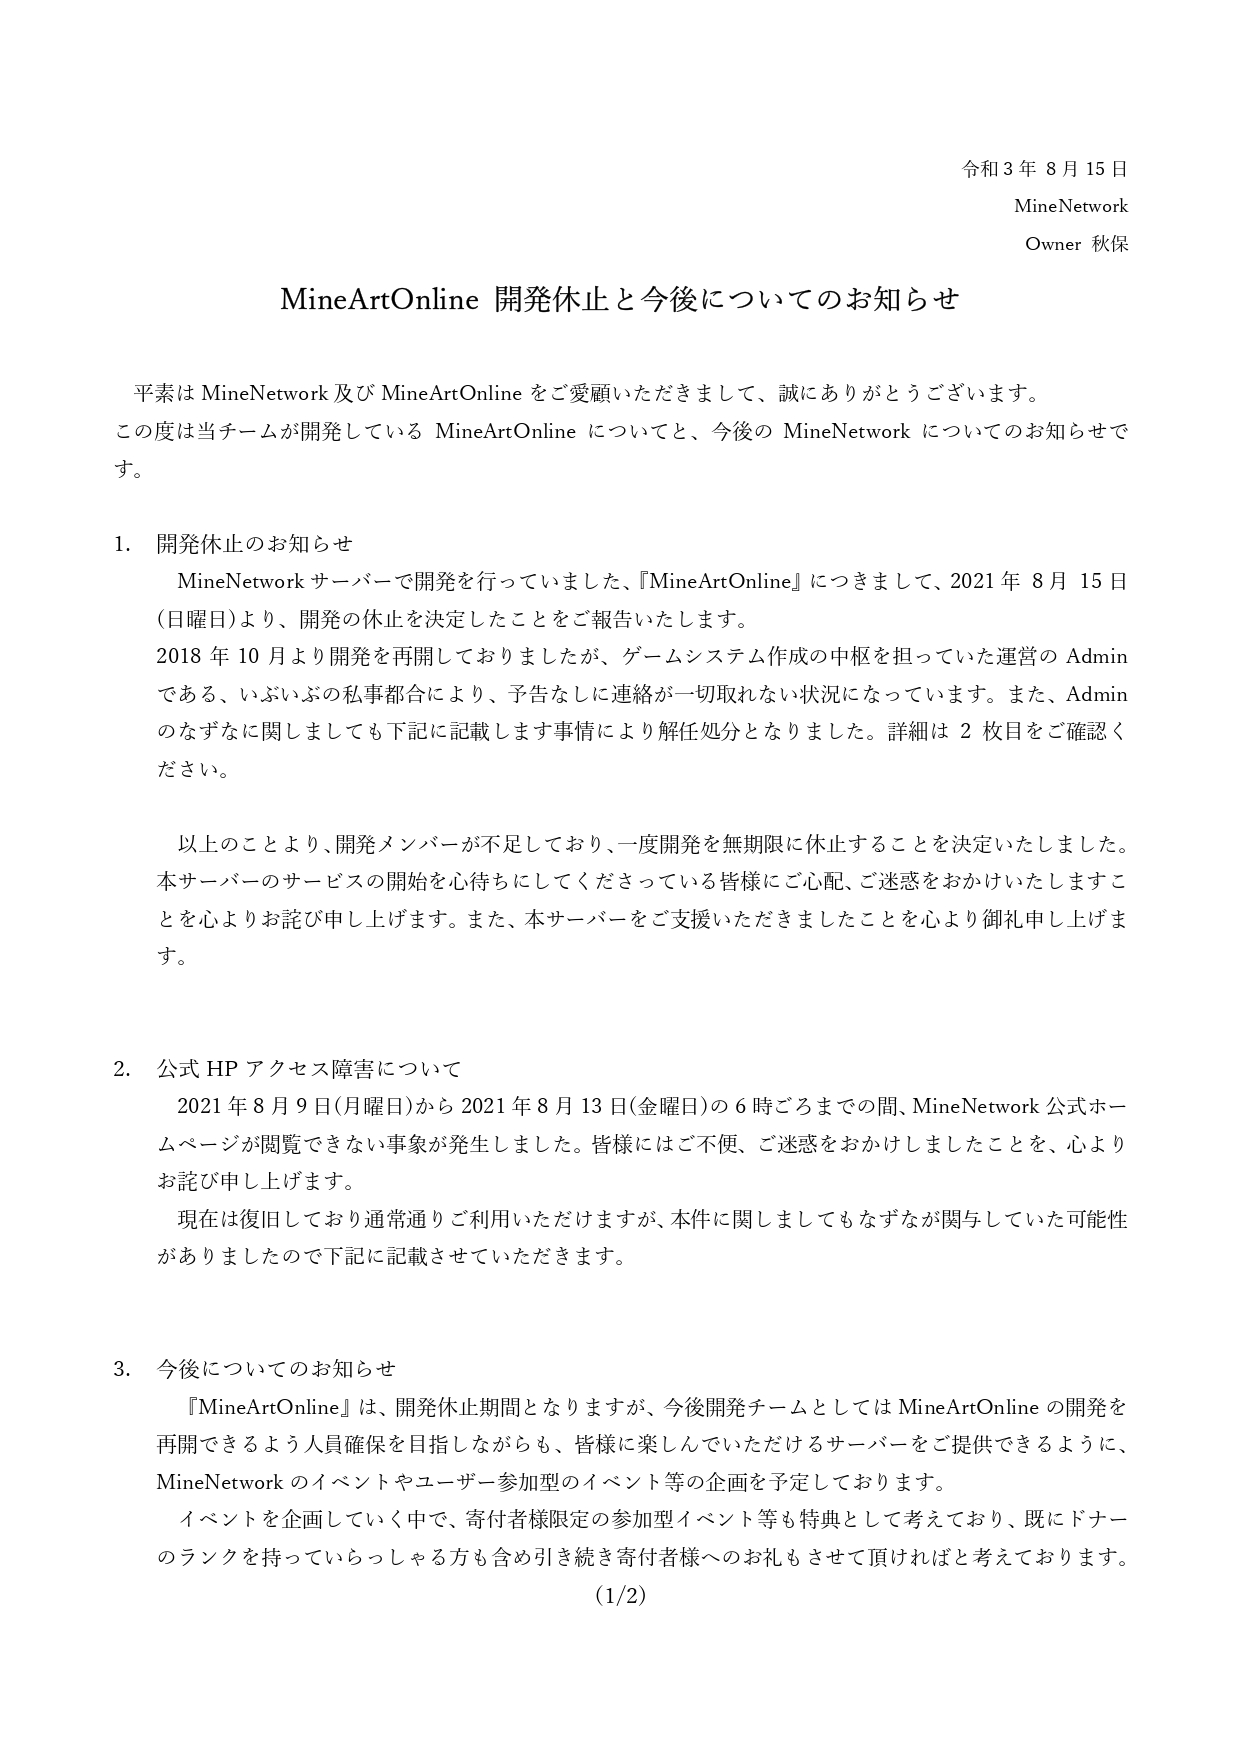 令和3年 8月15日
MineNetwork
Owner 秋保
MineArtOnline 開発休止と今後についてのお知らせ
平素は MineNetwork 及び MineArtOnline をご愛顧いただきまして、誠にありがとうございます。
この度は当チームが開発している MineArtOnline についてと、今後の MineNetwork についてのお知らせで
す。
1. 開発休止のお知らせ
MineNetwork サーバーで開発を行っていました、『MineArtOnline』につきまして、2021 年 8 月 15 日
(日曜日)より、開発の休止を決定したことをご報告いたします。
2018 年 10 月より開発を再開しておりましたが、ゲームシステム作成の中枢を担っていた運営の Admin
である、いぶいぶの私事都合により、予告なしに連絡が一切取れない状況になっています。また、Admin
のなずなに関しましても下記に記載します事情により解任処分となりました。詳細は 2 枚目をご確認く
ださい。
以上のことより、開発メンバーが不足しており、一度開発を無期限に休止することを決定いたしました。
本サーバーのサービスの開始を心待ちにしてくださっている皆様にご心配、ご迷惑をおかけいたしますこ
とを心よりお詫び申し上げます。また、本サーバーをご支援いただきましたことを心より御礼申し上げま
す。
2. 公式 HP アクセス障害について
2021 年 8 月 9 日(月曜日)から 2021 年 8 月 13 日(金曜日)の 6 時ごろまでの間、MineNetwork 公式ホー
ムページが閲覧できない事象が発生しました。皆様にはご不便、ご迷惑をおかけしましたことを、心より
お詫び申し上げます。
現在は復旧しており通常通りご利用いただけますが、本件に関しましてもなずなが関与していた可能性
がありましたので下記に記載させていただきます。
3. 今後についてのお知らせ
『MineArtOnline』は、開発休止期間となりますが、今後開発チームとしては MineArtOnline の開発を
再開できるよう人員確保を目指しながらも、皆様に楽しんでいただけるサーバーをご提供できるように、
MineNetwork のイベントやユーザー参加型のイベント等の企画を予定しております。
イベントを企画していく中で、寄付者様限定の参加型イベント等も特典として考えており、既にドナー
のランクを持っていらっしゃる方も含め引き続き寄付者様へのお礼もさせて頂ければと考えております。
(1/2)